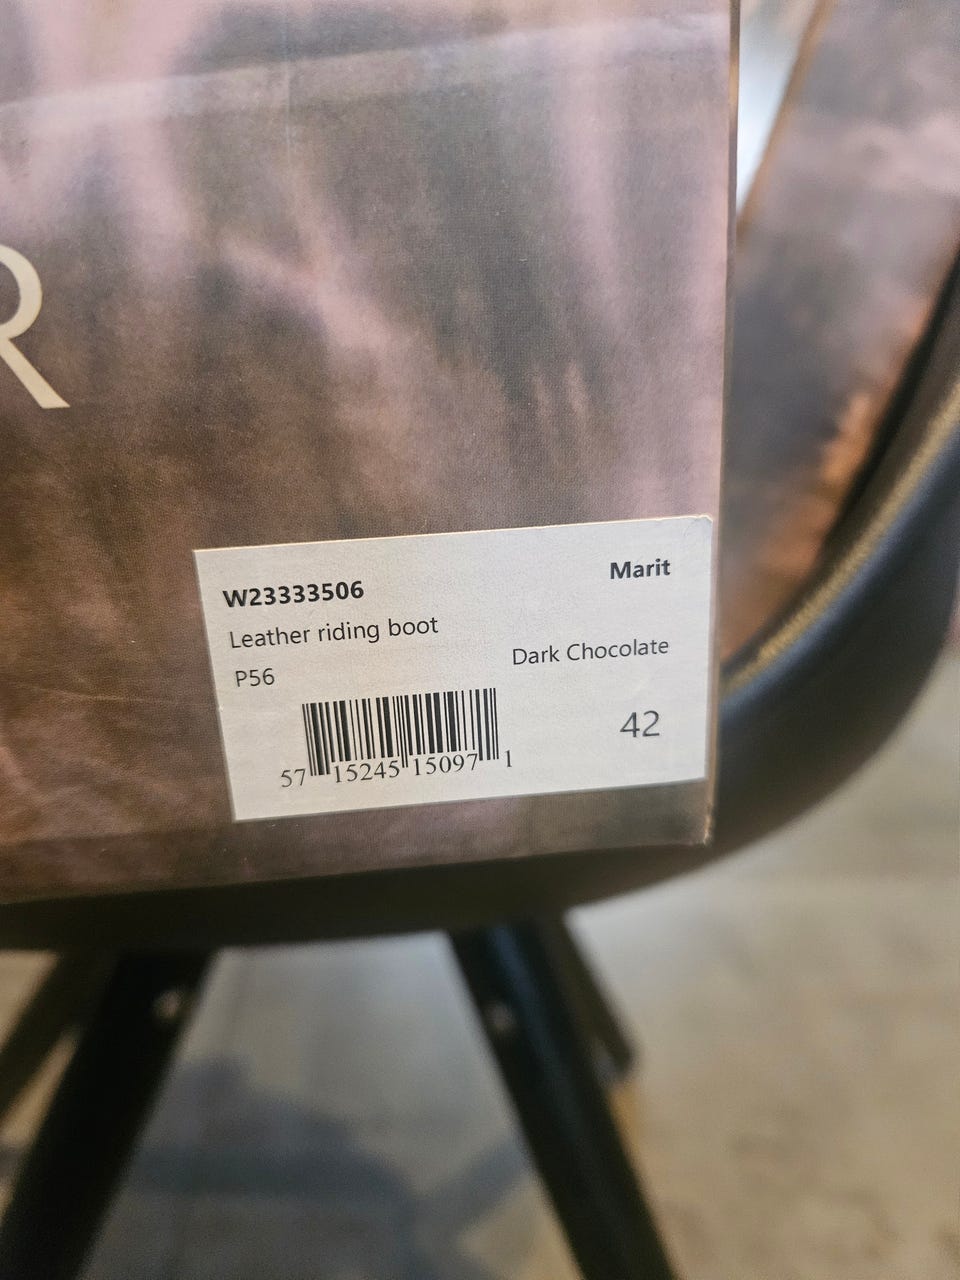 R
W23333506
Marit
Leather riding boot
Dark Chocolate
P56
42
57 15245 15097 1